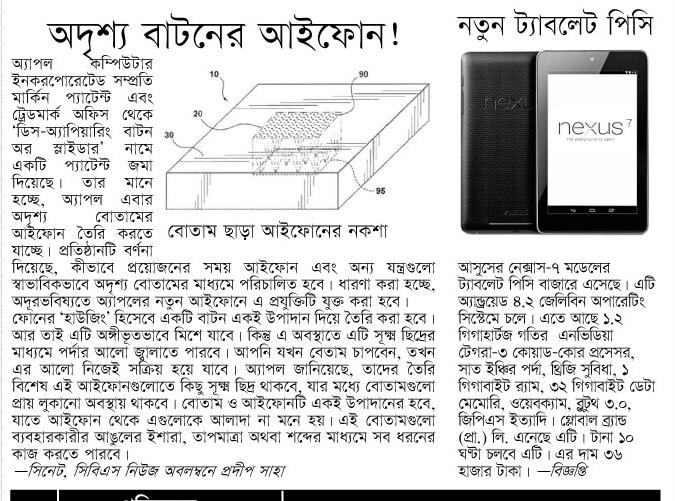 অদৃশ্য বাটনের আইফোন!
অ্যাপল কম্পিউটার
ইনকরপোরেটেড সম্প্রতি
মার্কিন প্যাটেন্ট এবং
ট্রেডমার্ক অফিস থেকে
‘ডিস-অ্যাপিয়ারিং বাটন
অর স্লাইডার’ নামে
একটি প্যাটেন্ট জমা
দিয়েছে। তার মানে
হচ্ছে, অ্যাপল এবার
অদৃশ্য বোতামের
আইফোন তৈরি করতে
যাচ্ছে। প্রতিষ্ঠানটি বর্ণনা
10
90
20
30
95
বোতাম ছাড়া আইফোনের নকশা
দিয়েছে, কীভাবে প্রয়োজনের সময় আইফোন এবং অন্য যন্ত্রগুলো
স্বাভাবিকভাবে অদৃশ্য বোতামের মাধ্যমে পরিচালিত হবে। ধারণা করা হচ্ছে,
অদূরভবিষ্যতে অ্যাপলের নতুন আইফোনে এ প্রযুক্তিটি যুক্ত করা হবে।
ফোনের ‘হাউজিং’ হিসেবে একটি বাটন একই উপাদান দিয়ে তৈরি করা হবে।
আর তাই এটি অঙ্গীভূতভাবে মিশে যাবে। কিন্তু এ অবস্থাতে এটি সূক্ষ্ম ছিদ্রের
মাধ্যমে পর্দার আলো জ্বালাতে পারবে। আপনি যখন বেতাম চাপবেন, তখন
এর আলো নিজেই সক্রিয় হয়ে যাবে। অ্যাপল জানিয়েছে, তাদের তৈরি
বিশেষ এই আইফোনগুলোতে কিছু সূক্ষ্ম ছিদ্র থাকবে, যার মধ্যে বোতামগুলো
প্রায় লুকানো অবস্থায় থাকবে। বোতাম ও আইফোনটি একই উপাদানের হবে,
যাতে আইফোন থেকে এগুলোকে আলাদা না মনে হয়। এই বোতামগুলো
ব্যবহারকারীর আঙুলের ইশারা, তাপমাত্রা অথবা শব্দের মাধ্যমে সব ধরনের
কাজ করতে পারবে।
—সিনেট, সিবিএস নিউজ অবলম্বনে প্রদীপ সাহা
নতুন ট্যাবলেট পিসি
nexus
nexus 7
আসুসের নেক্সাস-৭ মডেলের
ট্যাবলেট পিসি বাজারে এসেছে। এটি
অ্যান্ড্রয়েড ৪.২ জেলিবিন অপারেটিং
সিস্টেমে চলে। এতে আছে ১.২
গিগাহার্টজ গতির এনভিডিয়া
টেগরা-৩ কোয়াড-কোর প্রসেসর,
সাত ইঞ্চির পর্দা, থ্রিজি সুবিধা, ১
গিগাবাইট র‍্যাম, ৩২ গিগাবাইট ডেটা
মেমোরি, ওয়েবক্যাম, ব্লুটুথ ৩.০,
জিপিএস ইত্যাদি। গ্লোবাল ব্র্যান্ড
(প্রা.) লি. এনেছে এটি। টানা ১০
ঘণ্টা চলবে এটি। এর দাম ৩৬
হাজার টাকা। —বিজ্ঞপ্তি